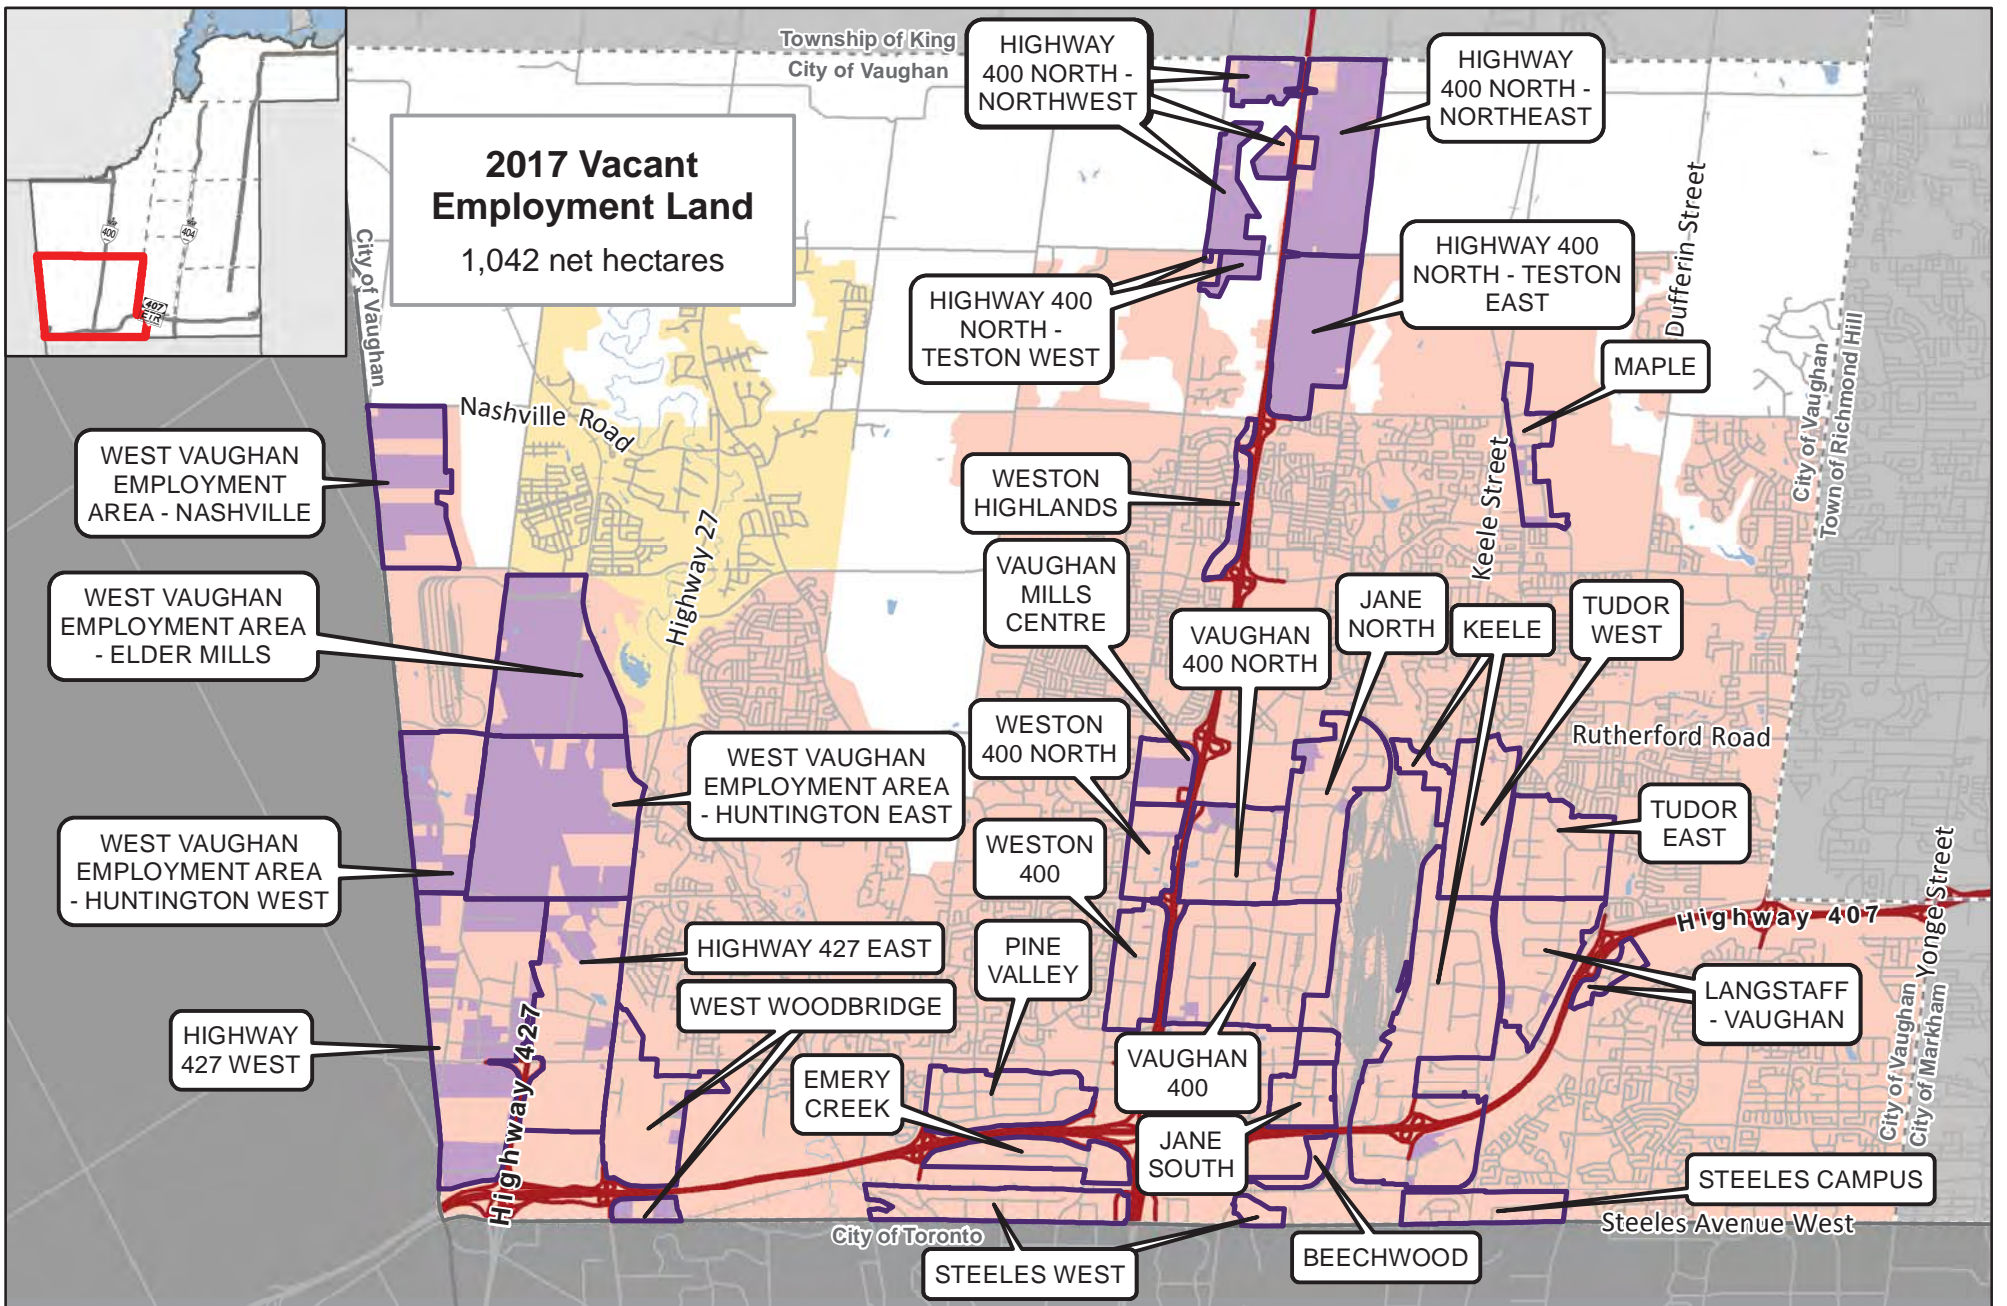 Township of King
City of Vaughan
2017 Vacant
Employment Land
1,042 net hectares
400
404
407
ETR
City of Vaughan
HIGHWAY
400 NORTH -
NORTHWEST
HIGHWAY
400 NORTH -
NORTHEAST
HIGHWAY 400
NORTH - TESTON
EAST
HIGHWAY 400
NORTH -
TESTON WEST
Dufferin Street
MAPLE
City of Vaughan
Town of Richmond Hill
Nashville Road
WEST VAUGHAN
EMPLOYMENT
AREA - NASHVILLE
WESTON
HIGHLANDS
Keele Street
Highway 27
WEST VAUGHAN
EMPLOYMENT AREA
- ELDER MILLS
VAUGHAN
MILLS
CENTRE
VAUGHAN
400 NORTH
JANE
NORTH
KEELE
TUDOR
WEST
WESTON
400 NORTH
Rutherford Road
WEST VAUGHAN
EMPLOYMENT AREA
- HUNTINGTON EAST
TUDOR
EAST
WEST VAUGHAN
EMPLOYMENT AREA
- HUNTINGTON WEST
WESTON
400
Highway 407
Yonge Street
HIGHWAY 427 EAST
PINE
VALLEY
WEST WOODBRIDGE
LANGSTAFF
- VAUGHAN
HIGHWAY
427 WEST
Highway 427
EMERY
CREEK
VAUGHAN
400
City of Vaughan
City of Markham
JANE
SOUTH
STEELES CAMPUS
Steeles Avenue West
City of Toronto
STEELES WEST
BEECHWOOD